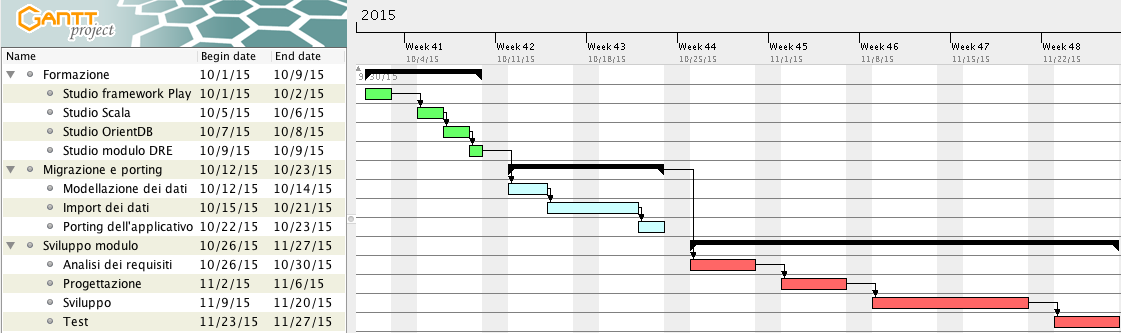 GANTT
project
2015
Week 41 Week 42 Week 43 Week 44 Week 45 Week 46 Week 47 Week 48
10/4/15 10/11/15 10/18/15 10/25/15 11/1/15 11/8/15 11/15/15 11/22/15
Name Begin date End date
9/30/15
Formazione 10/1/15 10/9/15
Studio framework Play 10/1/15 10/2/15
Studio Scala 10/5/15 10/6/15
Studio OrientDB 10/7/15 10/8/15
Studio modulo DRE 10/9/15 10/9/15
Migrazione e porting 10/12/15 10/23/15
Modellazione dei dati 10/12/15 10/14/15
Import dei dati 10/15/15 10/21/15
Porting dell'applicativo 10/22/15 10/23/15
Sviluppo modulo 10/26/15 11/27/15
Analisi dei requisiti 10/26/15 10/30/15
Progettazione 11/2/15 11/6/15
Sviluppo 11/9/15 11/20/15
Test 11/23/15 11/27/15